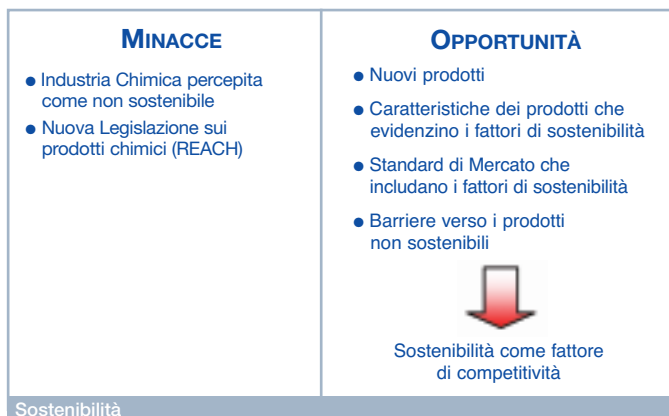 MINACCE
● Industria Chimica percepita
come non sostenibile
● Nuova Legislazione sui
prodotti chimici (REACH)
OPPORTUNITÀ
● Nuovi prodotti
● Caratteristiche dei prodotti che
evidenzino i fattori di sostenibilità
● Standard di Mercato che
includano i fattori di sostenibilità
● Barriere verso i prodotti
non sostenibili
Sostenibilità come fattore
di competitività
Sostenibilità